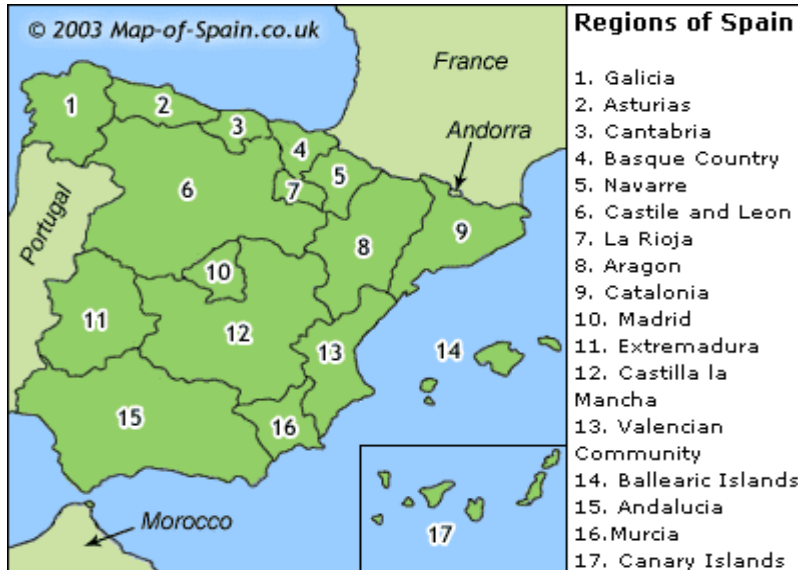 © 2003 Map-of-Spain.co.uk
France
Andorra
Portugal
Morocco
1
2
3
4
5
6
7
8
9
10
11
12
13
14
15
16
17
Regions of Spain
1. Galicia
2. Asturias
3. Cantabria
4. Basque Country
5. Navarre
6. Castile and Leon
7. La Rioja
8. Aragon
9. Catalonia
10. Madrid
11. Extremadura
12. Castilla la
Mancha
13. Valencian
Community
14. Ballearic Islands
15. Andalucia
16.Murcia
17. Canary Islands